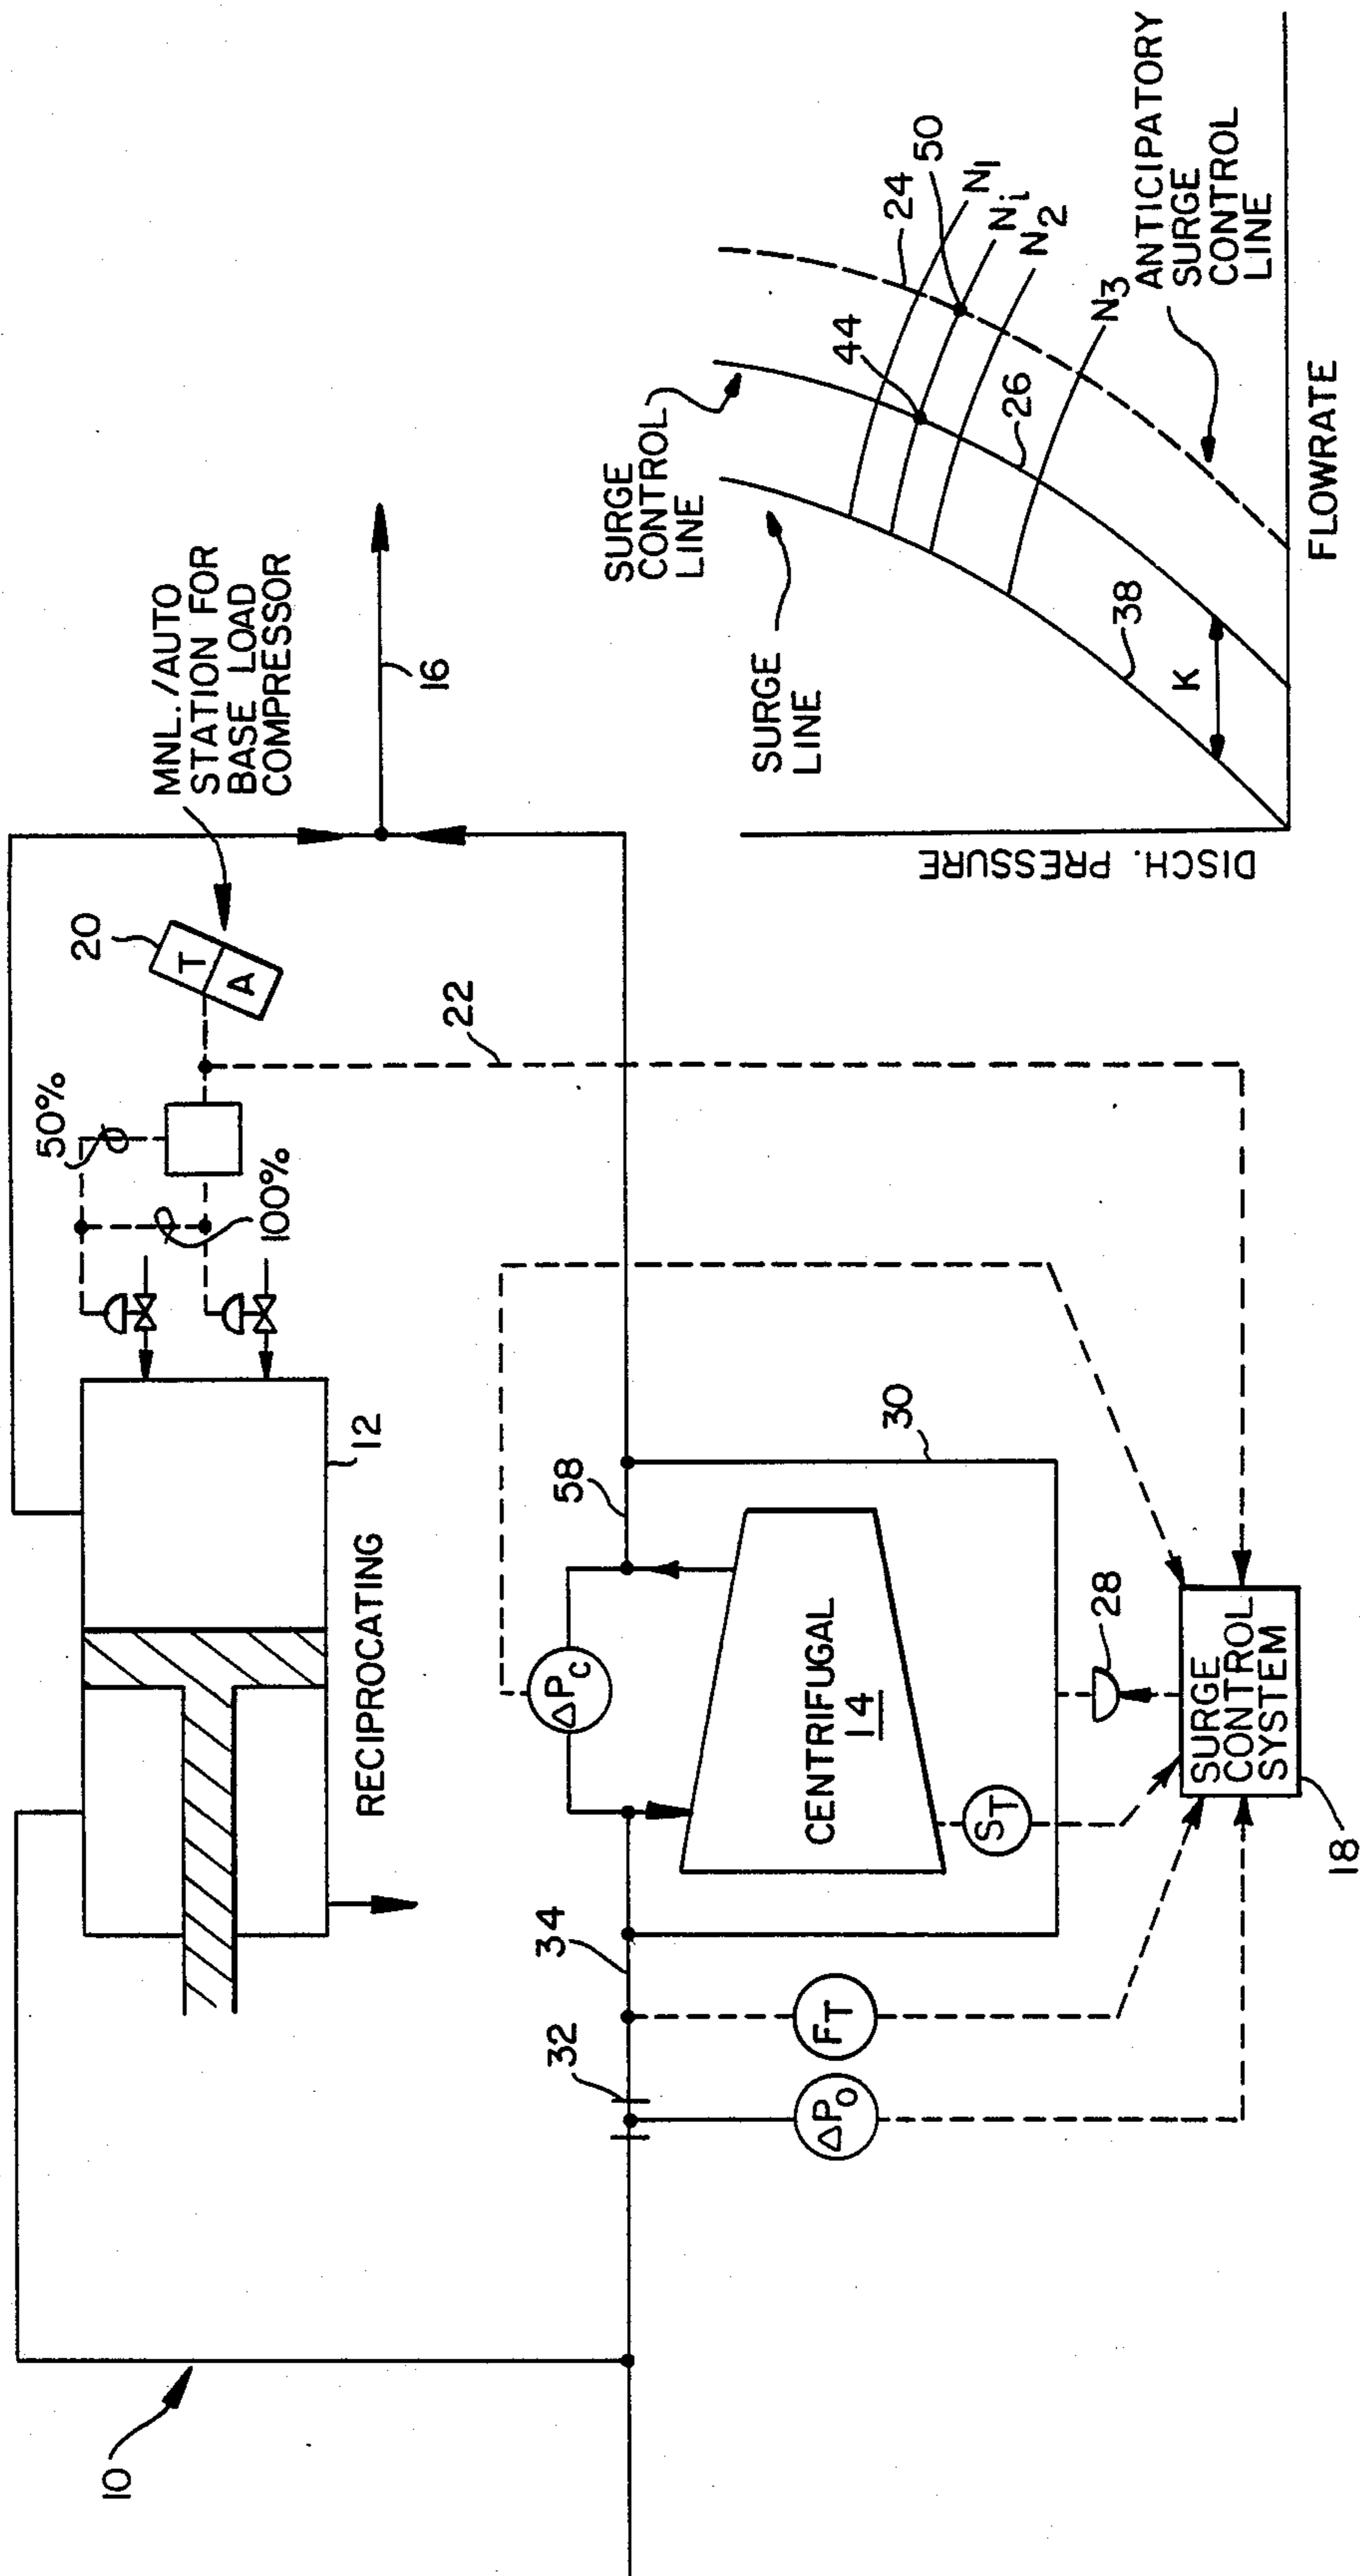 10
12
RECIPROCATING
50%
100%
20
T
A
MNL./AUTO
STATION FOR
BASE LOAD
COMPRESSOR
16
22
32
34
58
30
ΔPC
CENTRIFUGAL
14
ST
FT
ΔPO
28
SURGE
CONTROL
SYSTEM
18
SURGE
LINE
SURGE
CONTROL
LINE
44
24
50
N1
Ni
N2
N3
26
38
K
ANTICIPATORY
SURGE
CONTROL
LINE
DISCH. PRESSURE
FLOWRATE